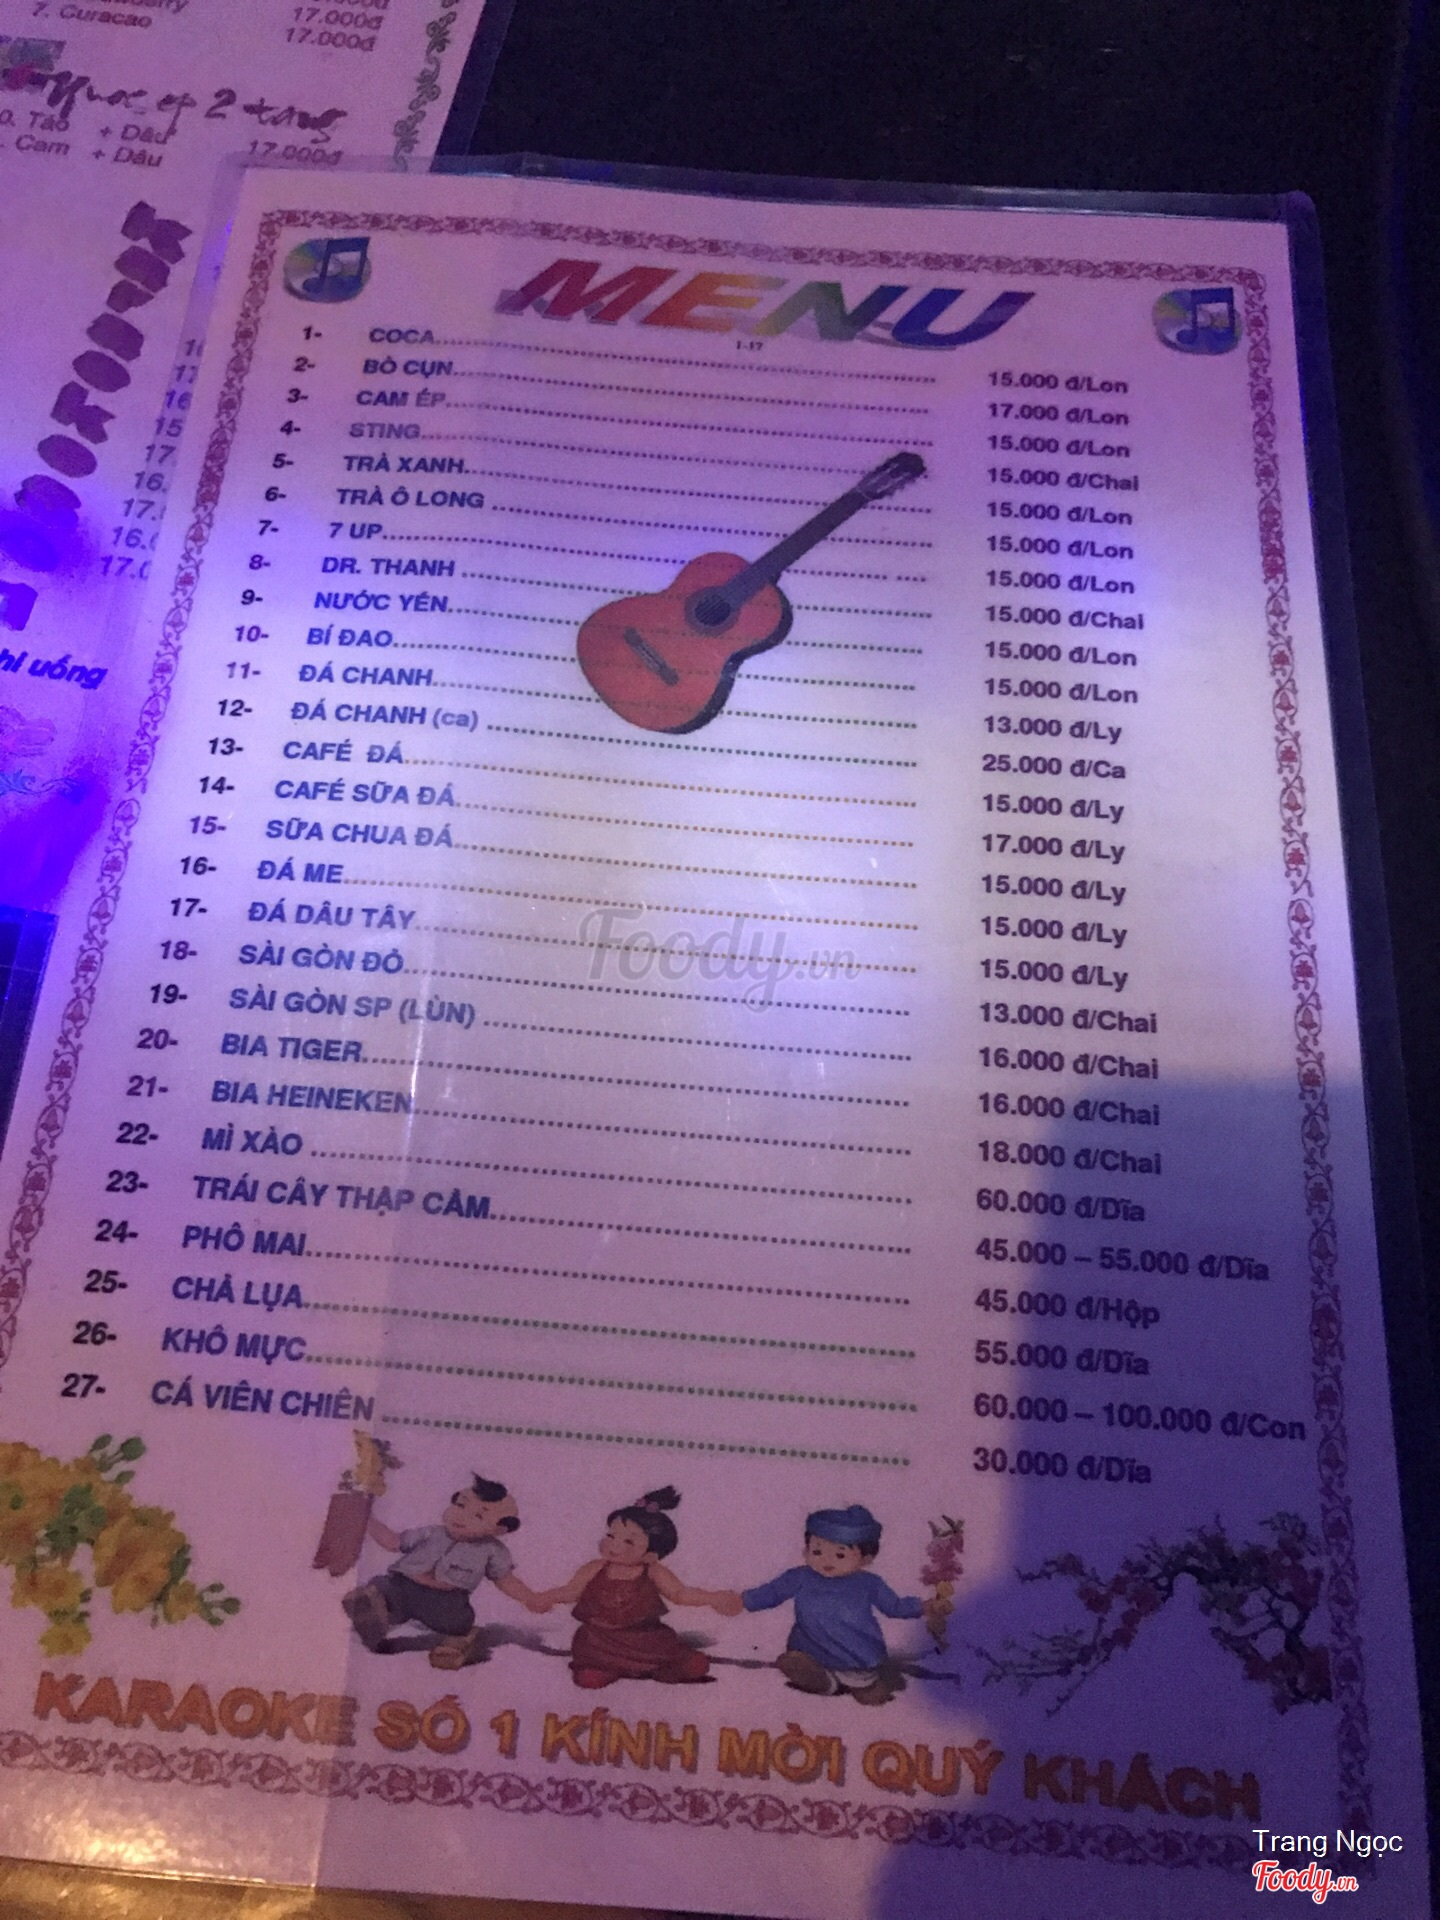 7. Curacao 17.000đ
17.000đ
ep 2 tang
Táo + Dâu
Cam + Dâu 17.000đ
hi uống
MENU
1-17
1- COCA 15.000 đ/Lon
2- BÒ CỤN 17.000 đ/Lon
3- CAM ÉP 15.000 đ/Lon
4- STING 15.000 đ/Chai
5- TRÀ XANH 15.000 đ/Lon
6- TRÀ Ô LONG 15.000 đ/Lon
7- 7 UP 15.000 đ/Lon
8- DR. THANH 15.000 đ/Chai
9- NƯỚC YẾN 15.000 đ/Lon
10- BÍ ĐAO 15.000 đ/Lon
11- ĐÁ CHANH 13.000 đ/Ly
12- ĐÁ CHANH (ca) 25.000 đ/Ca
13- CAFÉ ĐÁ 15.000 đ/Ly
14- CAFÉ SỮA ĐÁ 17.000 đ/Ly
15- SỮA CHUA ĐÁ 15.000 đ/Ly
16- ĐÁ ME 15.000 đ/Ly
17- ĐÁ DÂU TÂY 15.000 đ/Ly
18- SÀI GÒN ĐỎ 13.000 đ/Chai
19- SÀI GÒN SP (LÙN) 16.000 đ/Chai
20- BIA TIGER 16.000 đ/Chai
21- BIA HEINEKEN 18.000 đ/Chai
22- MÌ XÀO 60.000 đ/Dĩa
23- TRÁI CÂY THẬP CẨM 45.000 – 55.000 đ/Dĩa
24- PHÔ MAI 45.000 đ/Hộp
25- CHẢ LỤA 55.000 đ/Dĩa
26- KHÔ MỰC 60.000 – 100.000 đ/Con
27- CÁ VIÊN CHIÊN 30.000 đ/Dĩa
Foody.vn
KARAOKE SỐ 1 KÍNH MỜI QUÝ KHÁCH
Trang Ngọc
Foody.vn